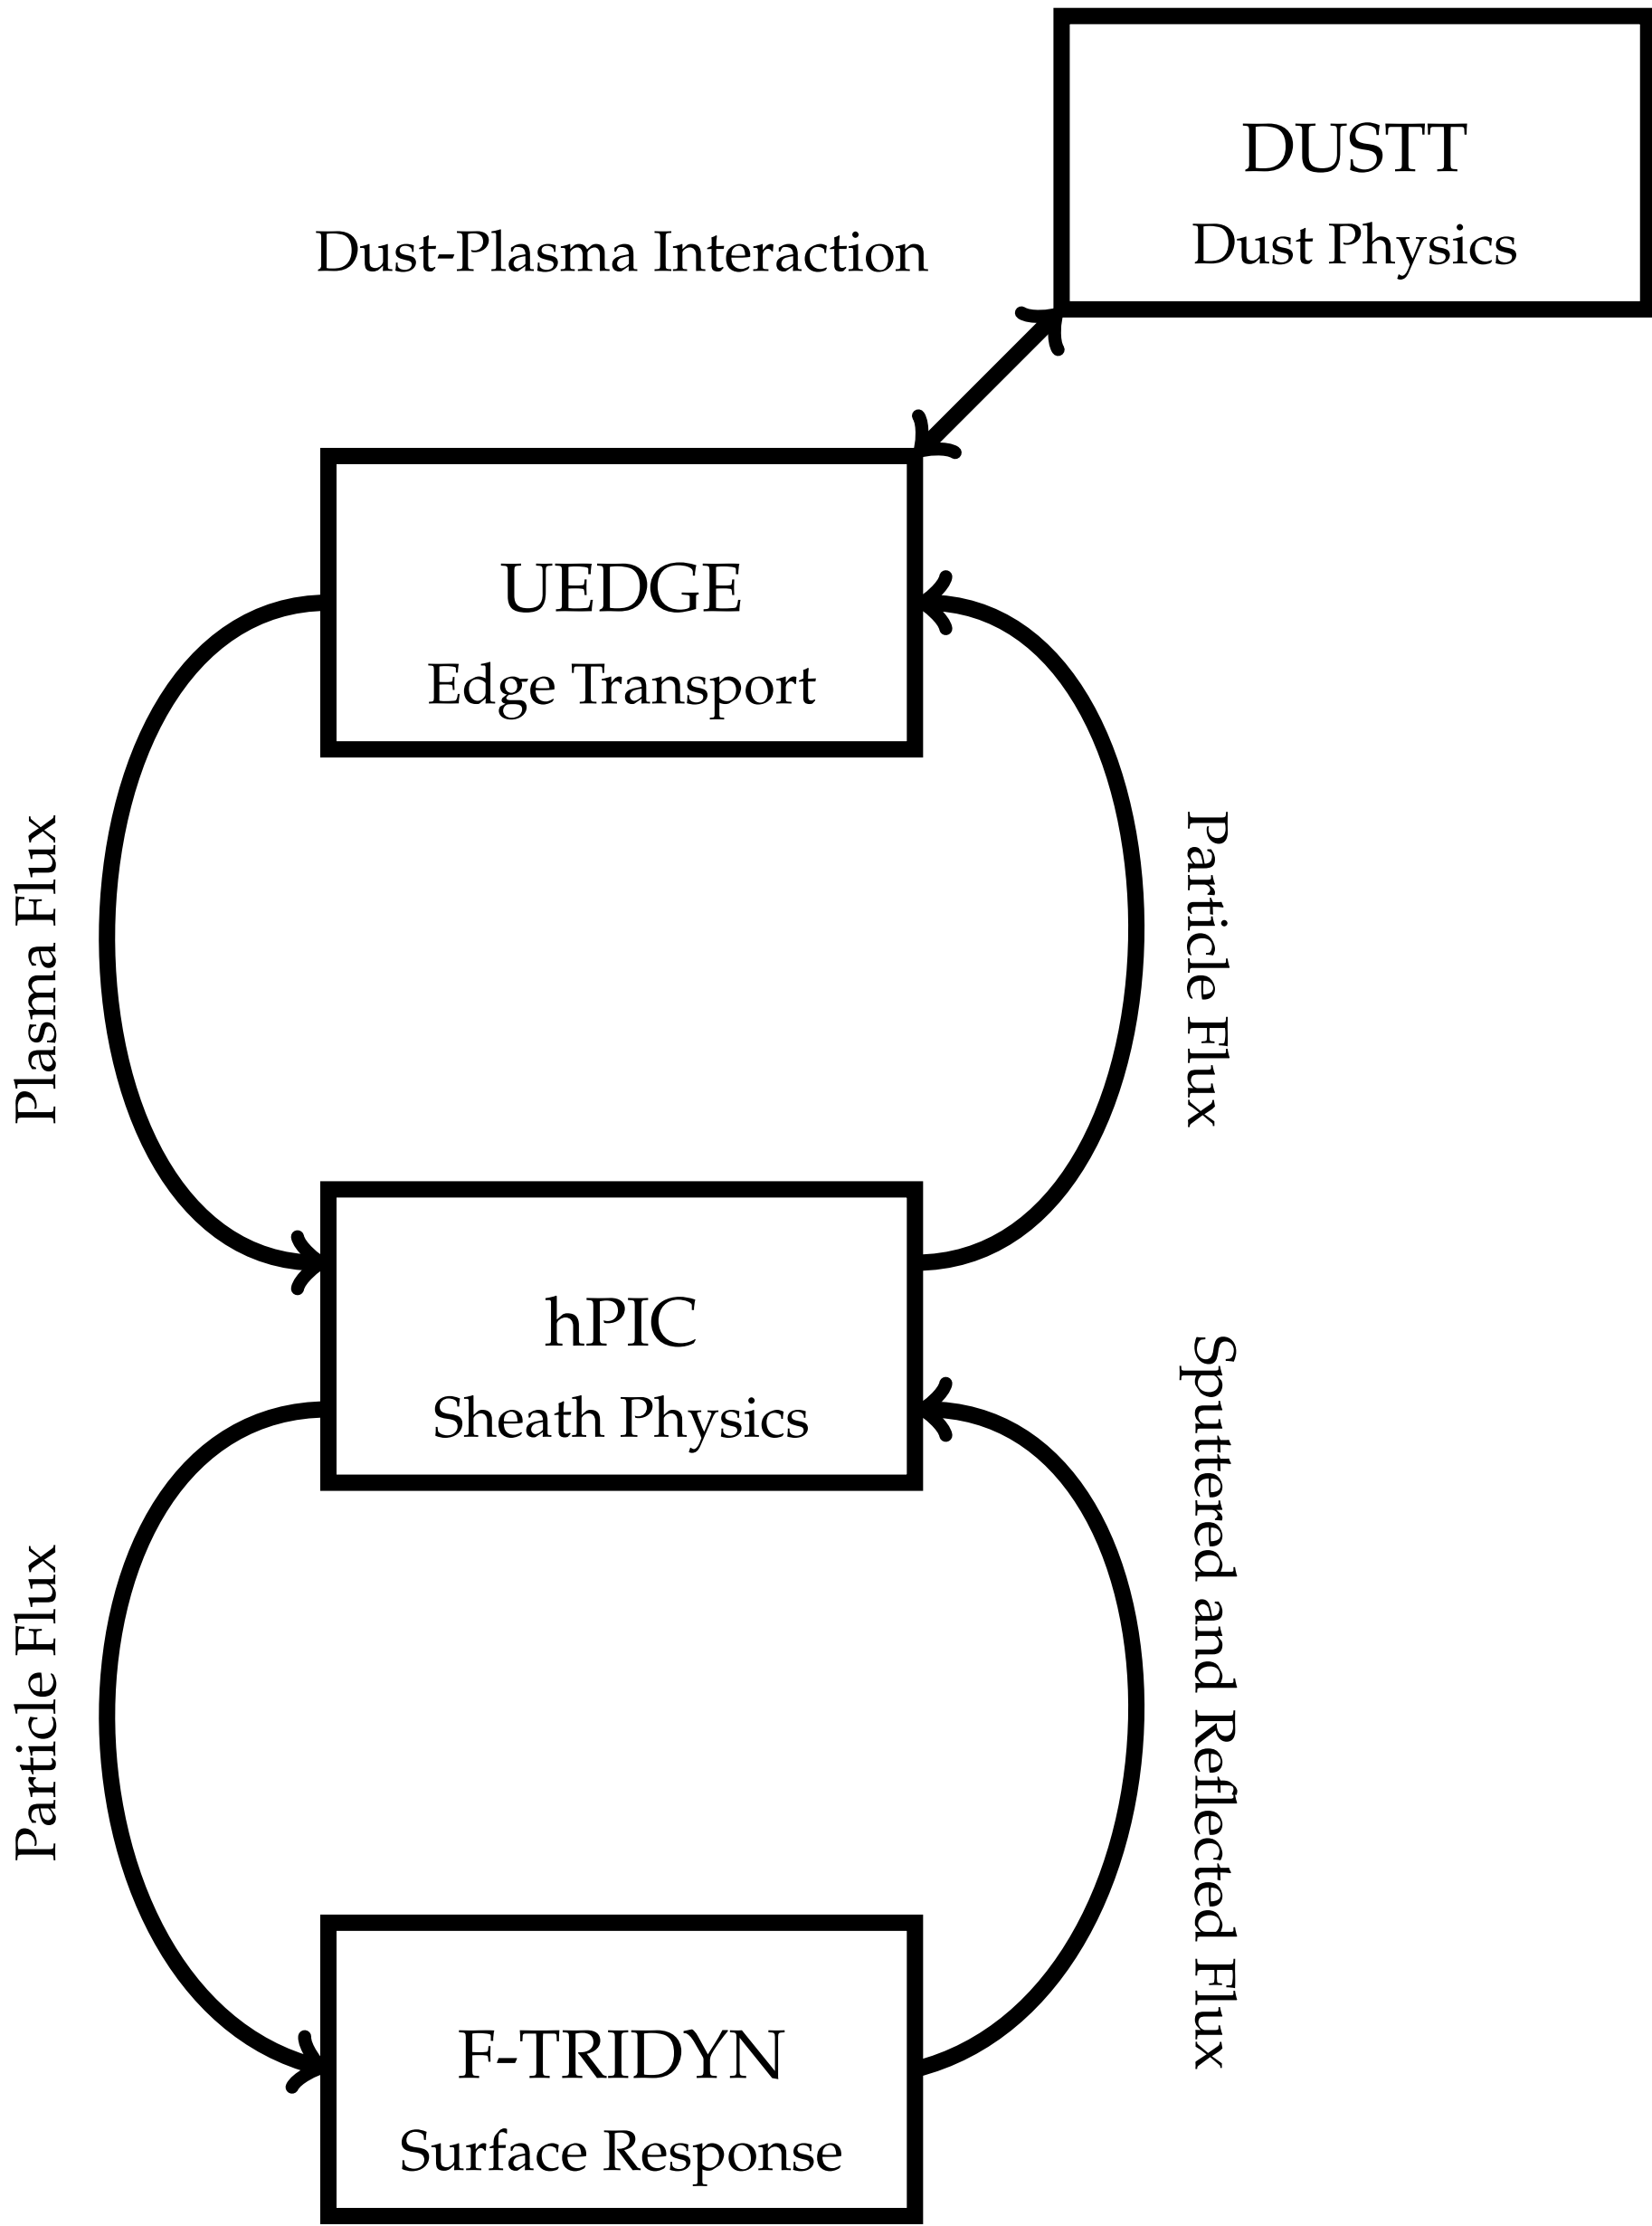 DUSTT
Dust Physics
Dust-Plasma Interaction
UEDGE
Edge Transport
Plasma Flux
Particle Flux
hPIC
Sheath Physics
Particle Flux
Sputtered and Reflected Flux
F-TRIDYN
Surface Response